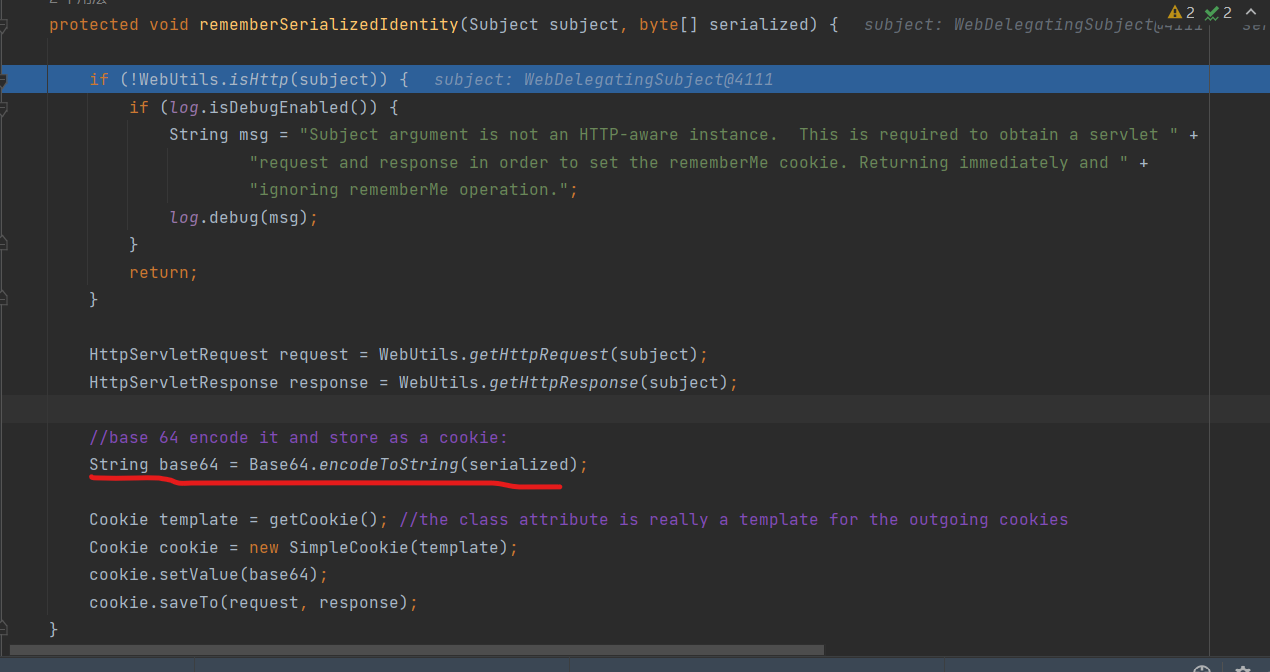 protected void rememberSerializedIdentity(Subject subject, byte[] serialized) {   subject: WebDelegatingSubject@4111   ser
2 2
if (!WebUtils.isHttp(subject)) {   subject: WebDelegatingSubject@4111
if (log.isDebugEnabled()) {
String msg = "Subject argument is not an HTTP-aware instance.  This is required to obtain a servlet " +
"request and response in order to set the rememberMe cookie. Returning immediately and " +
"ignoring rememberMe operation.";
log.debug(msg);
}
return;
}
HttpServletRequest request = WebUtils.getHttpRequest(subject);
HttpServletResponse response = WebUtils.getHttpResponse(subject);
//base 64 encode it and store as a cookie:
String base64 = Base64.encodeToString(serialized);
Cookie template = getCookie(); //the class attribute is really a template for the outgoing cookies
Cookie cookie = new SimpleCookie(template);
cookie.setValue(base64);
cookie.saveTo(request, response);
}